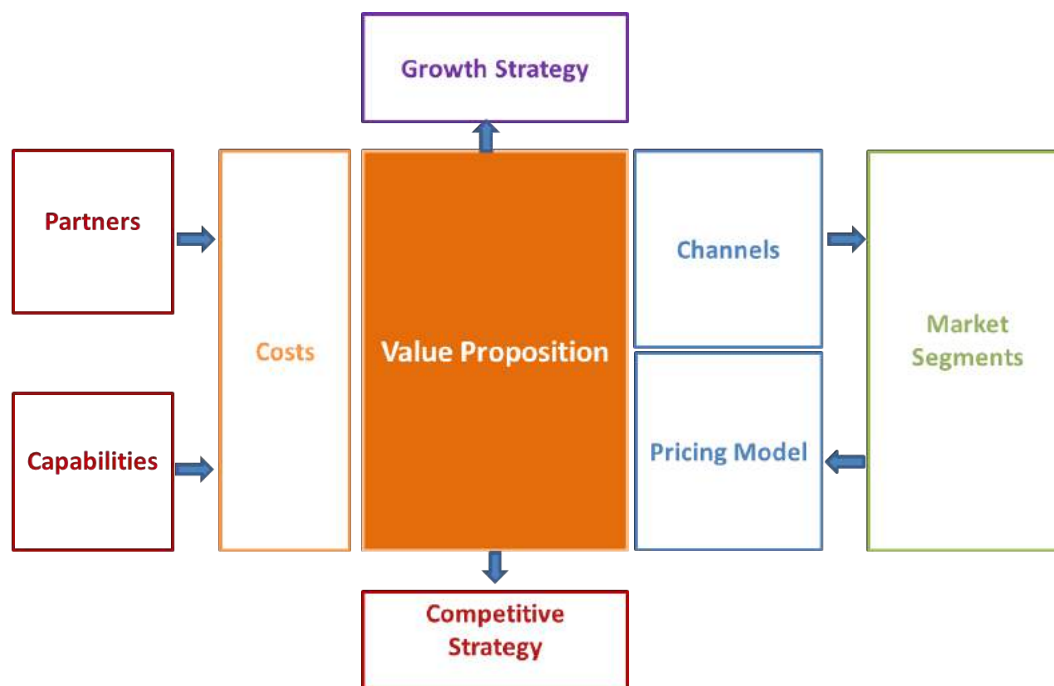 Growth Strategy
Partners
Capabilities
Costs
Value Proposition
Channels
Pricing Model
Market
Segments
Competitive
Strategy